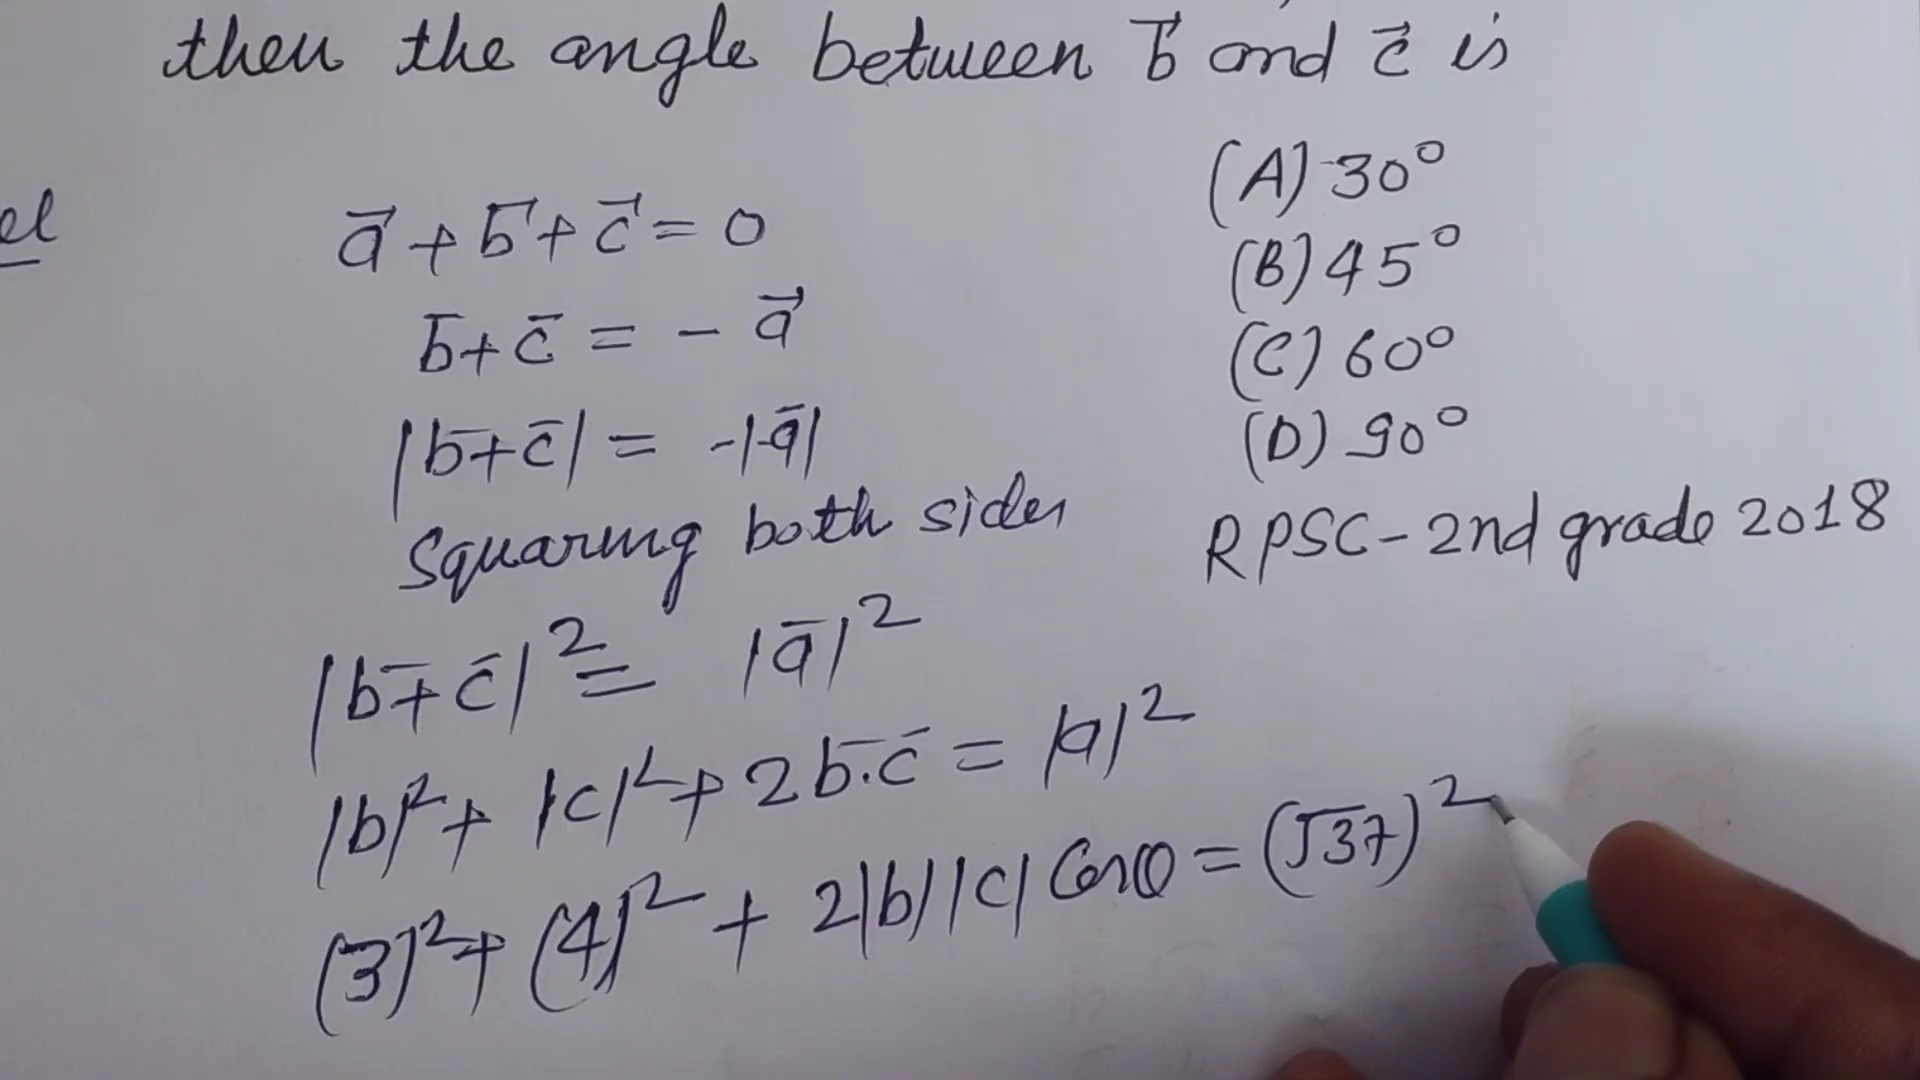 then the angle between b⃗ and c⃗ is
el
(A) 30°
(B) 45°
(C) 60°
(D) 90°
RPSC-2nd grade 2018
a⃗ + b⃗ + c⃗ = 0
b̄ + c̄ = - a⃗
|b̄ + c̄| = -|-ā|
Squaring both sides
|b̄ + c̄|² = |ā|²
|b|² + |c|² + 2b̄.c̄ = |a|²
(3)² + (4)² + 2|b||c| Cosθ = (√37)²